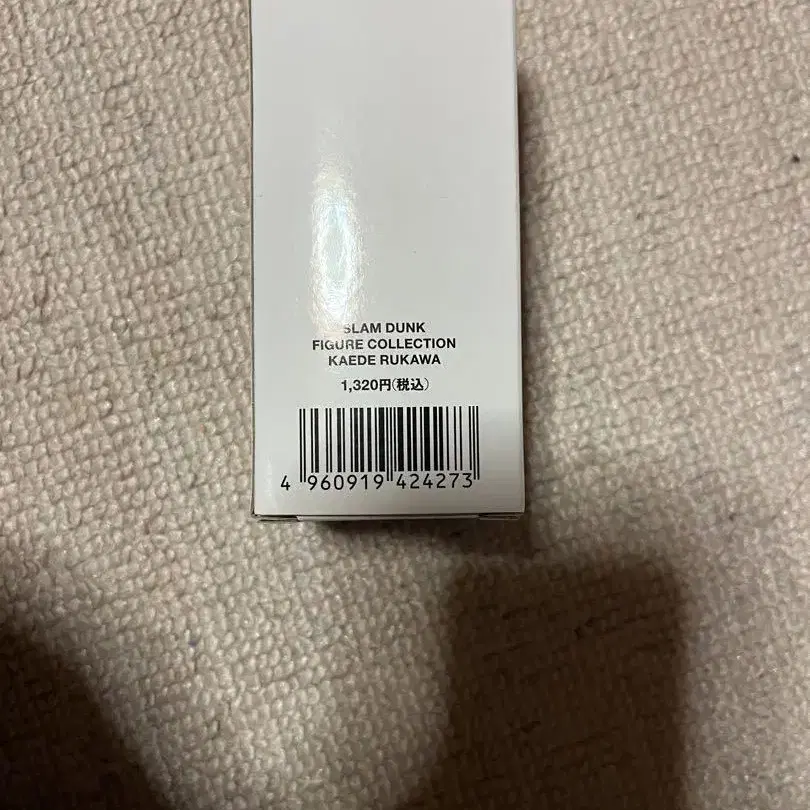 SLAM DUNK
FIGURE COLLECTION
KAEDE RUKAWA
1,320円(税込)
4 960919 424273